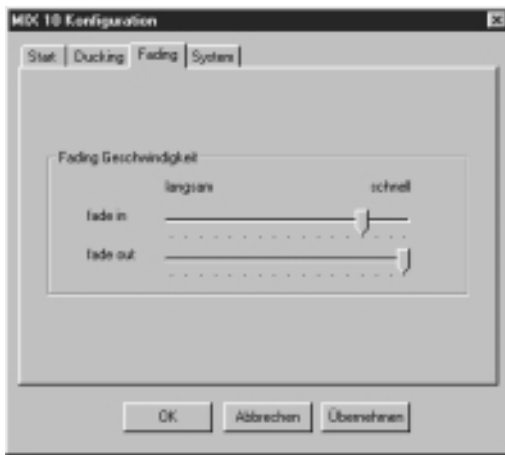 MIX 10 Konfiguration
Start Ducking Fading System
Fading Geschwindigkeit
langsam schnell
fade in
fade out
OK Abbrechen Übernehmen